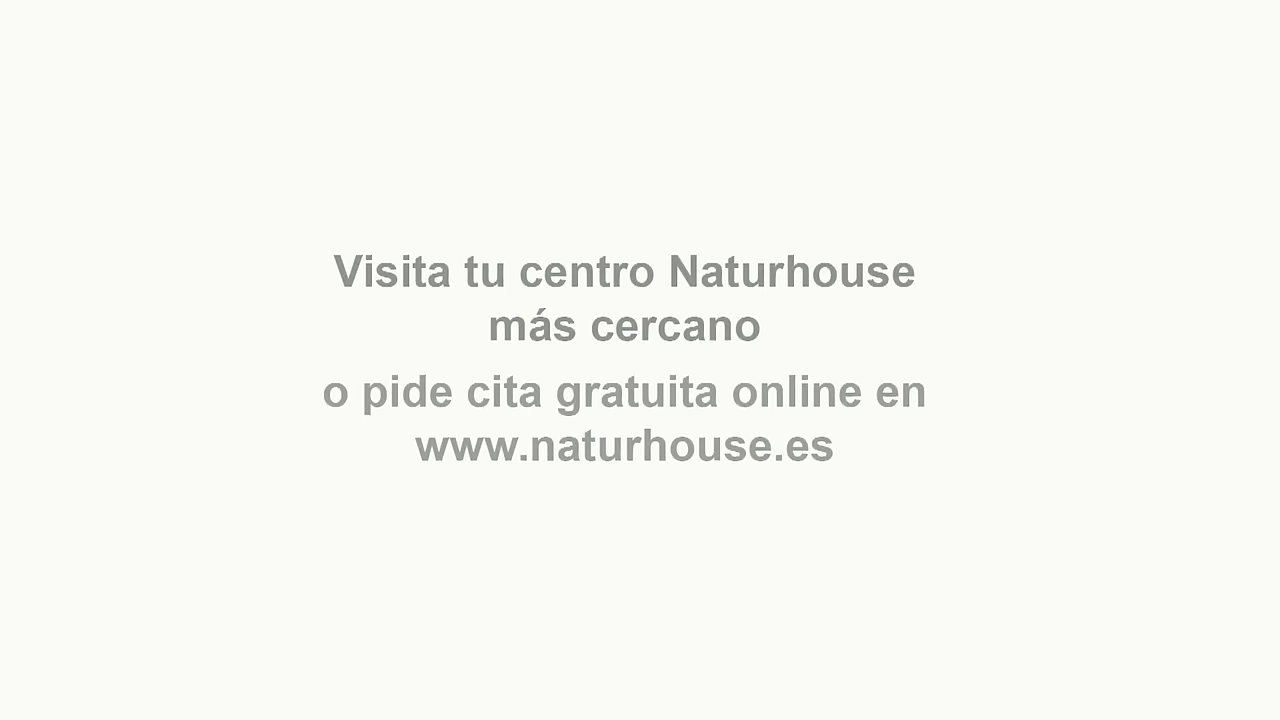 Visita tu centro Naturhouse
más cercano
o pide cita gratuita online en
www.naturhouse.es